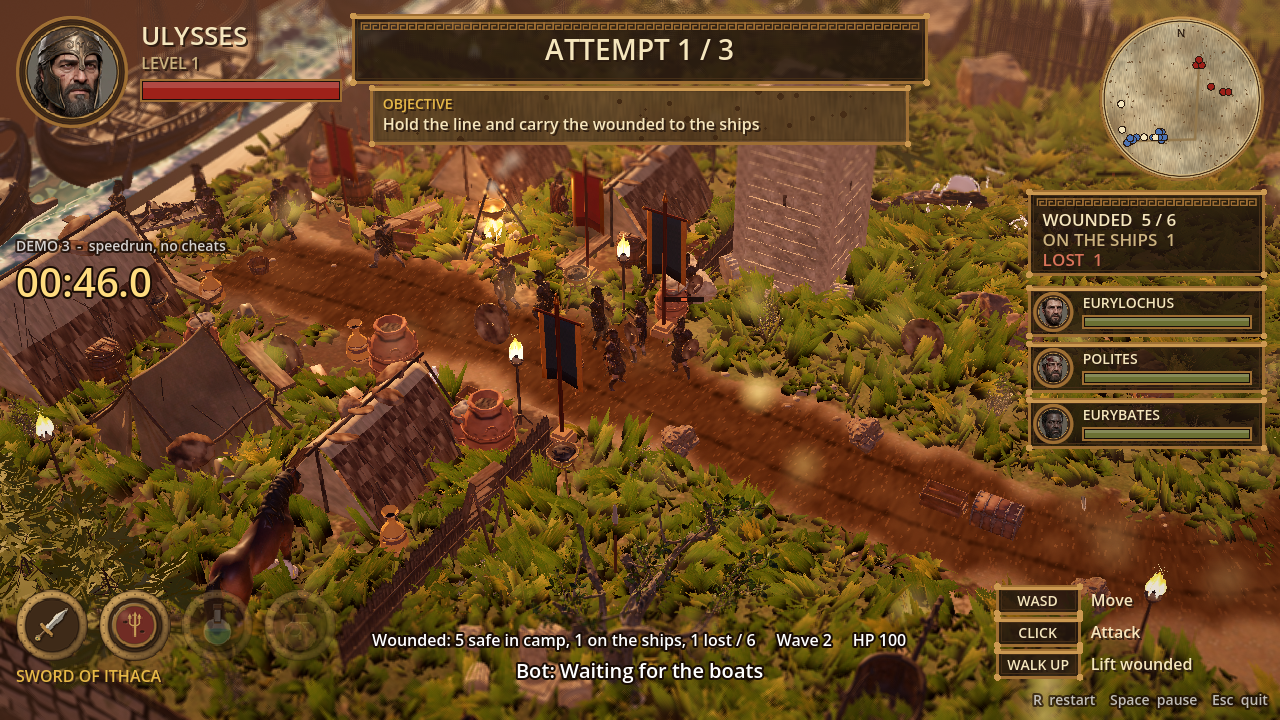 ULYSSES
LEVEL 1
ATTEMPT 1 / 3
OBJECTIVE
Hold the line and carry the wounded to the ships
N
WOUNDED 5 / 6
ON THE SHIPS 1
LOST 1
DEMO 3 - speedrun, no cheats
00:46.0
EURYLOCHUS
POLITES
EURYBATES
WASD Move
CLICK Attack
WALK UP Lift wounded
Wounded: 5 safe in camp, 1 on the ships, 1 lost / 6 Wave 2 HP 100
Bot: Waiting for the boats
SWORD OF ITHACA
R restart Space pause Esc quit